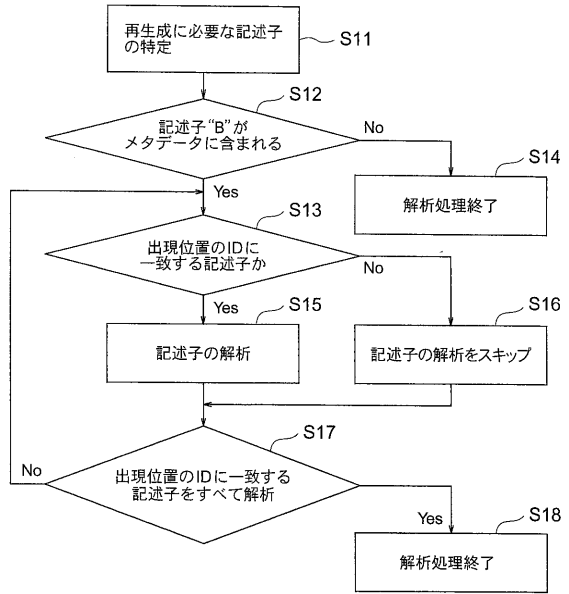 再生成に必要な記述子
の特定
S11
S12
記述子“B”が
メタデータに含まれる
No
Yes
S14
解析処理終了
S13
出現位置のIDに
一致する記述子か
No
Yes
S15
記述子の解析
S16
記述子の解析をスキップ
S17
出現位置のIDに一致する
記述子をすべて解析
No
Yes
S18
解析処理終了